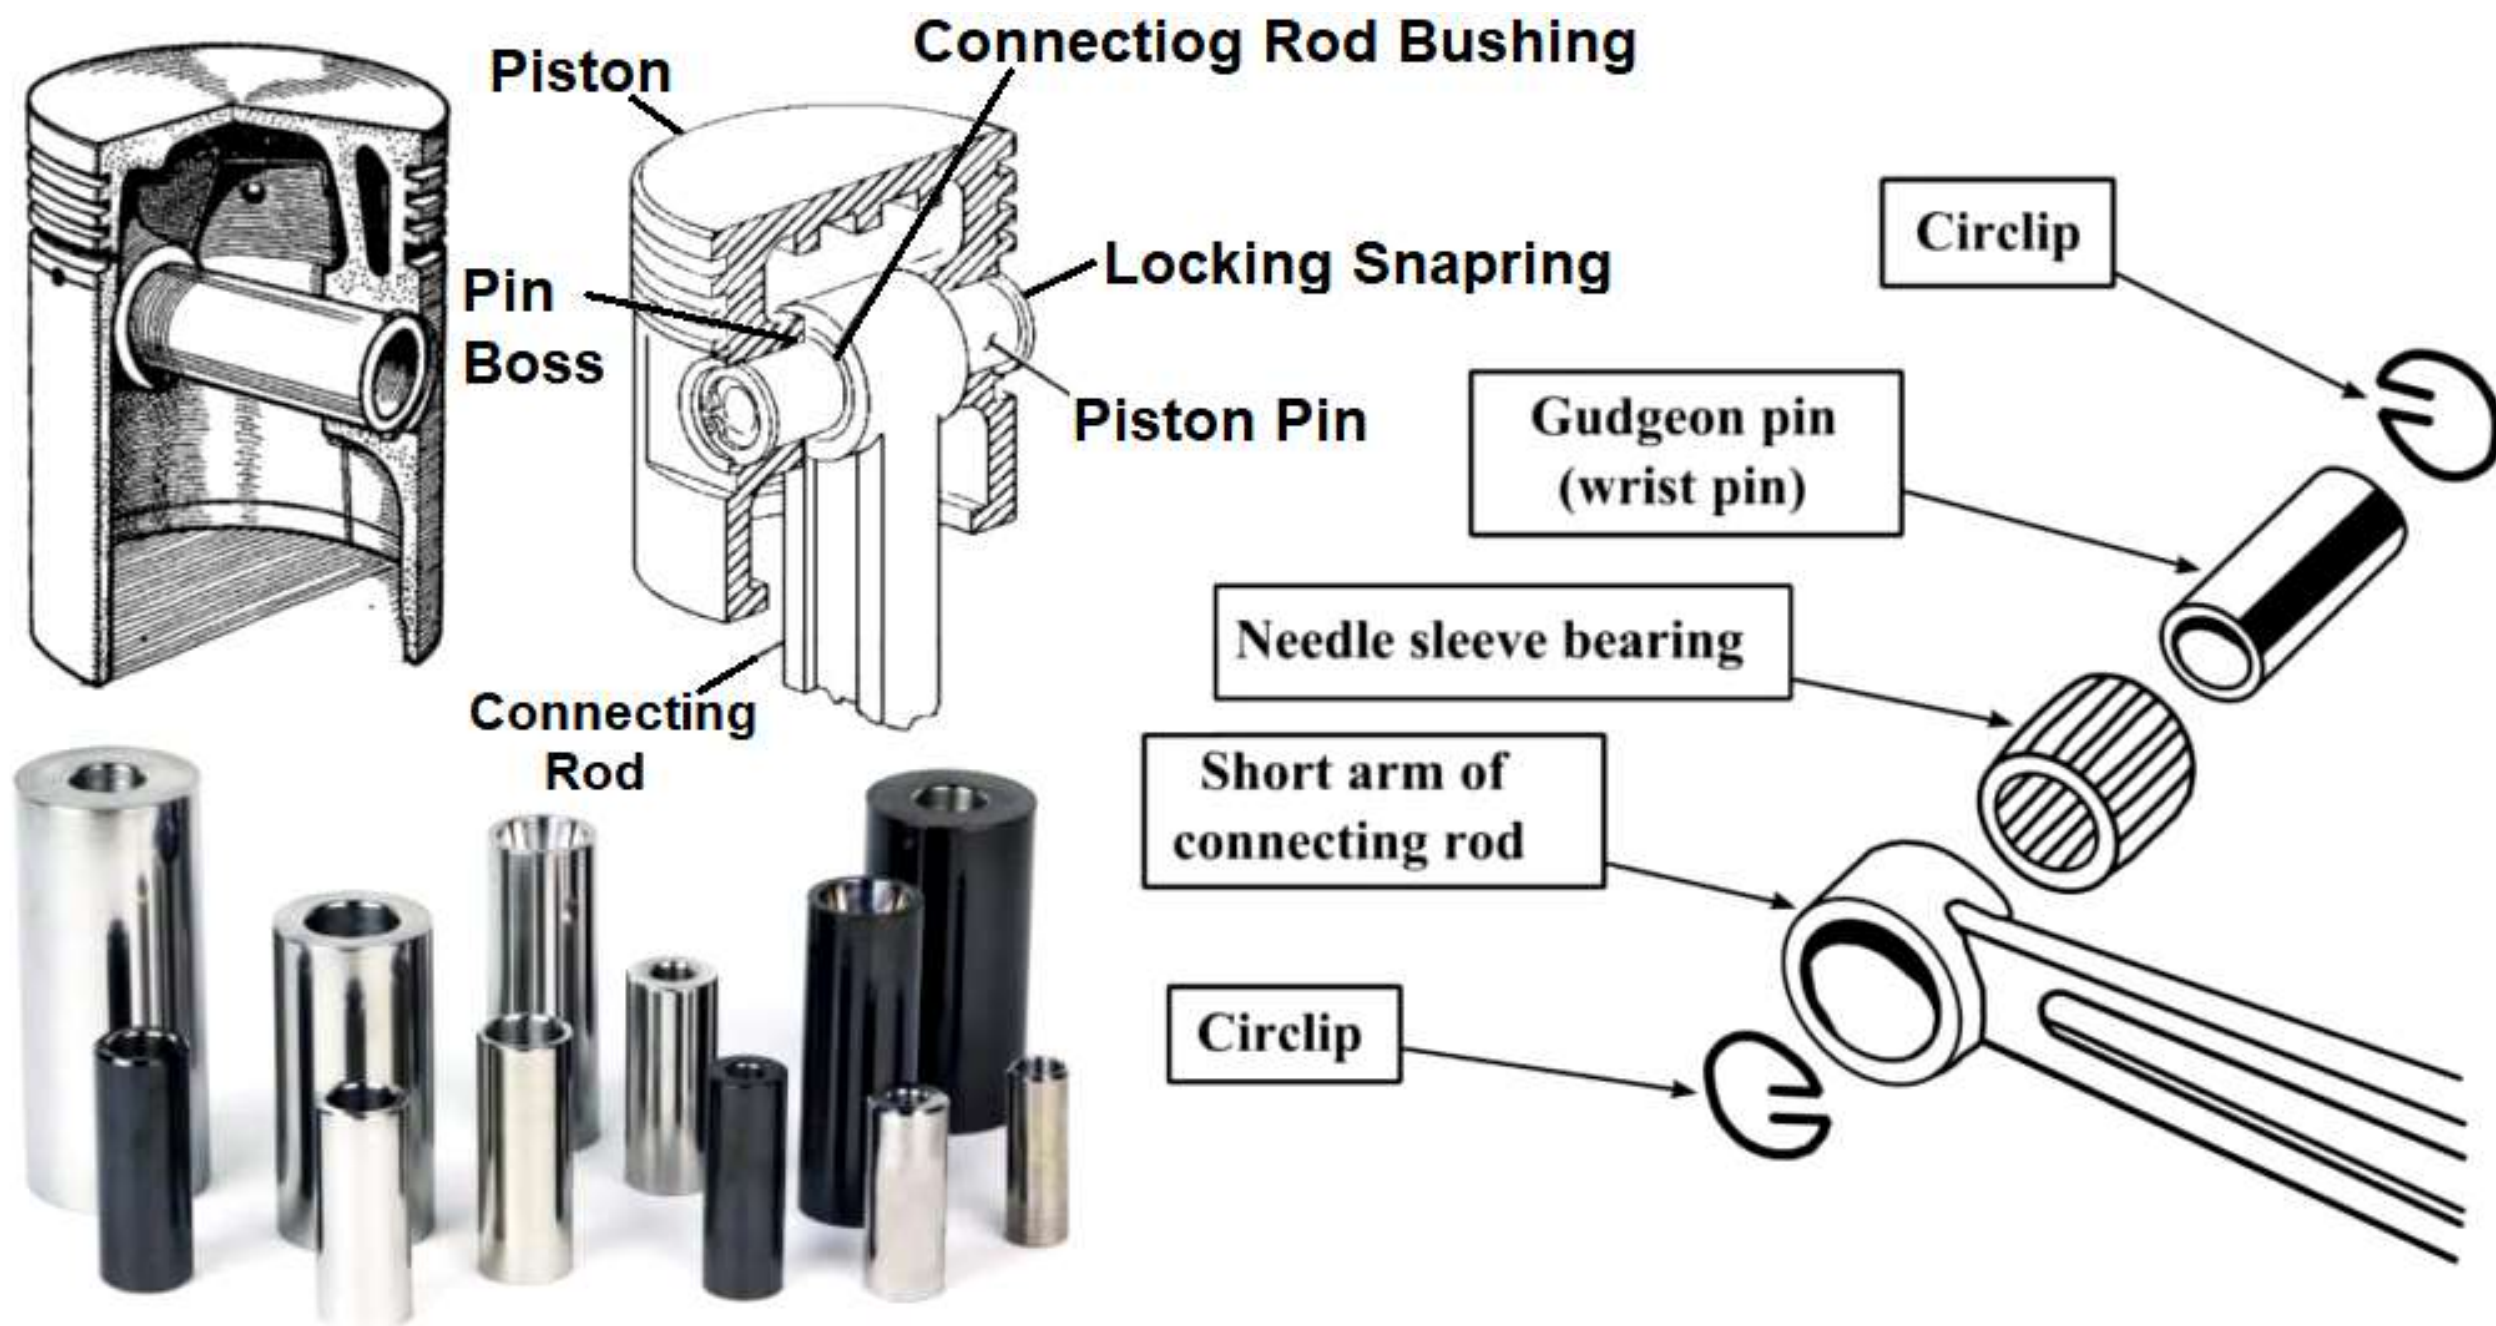 Piston
Connectiog Rod Bushing
Pin
Boss
Locking Snapring
Piston Pin
Connecting
Rod
Circlip
Gudgeon pin
(wrist pin)
Needle sleeve bearing
Short arm of
connecting rod
Circlip